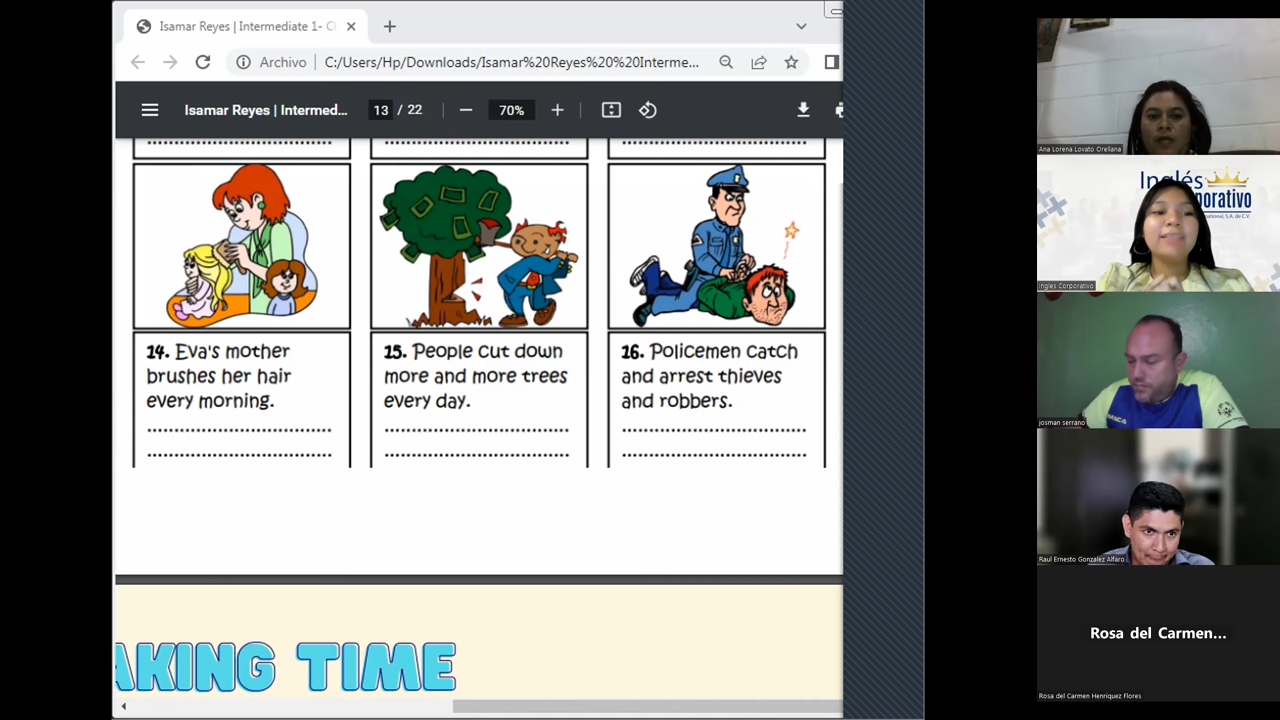 Isamar Reyes | Intermediate 1- C
Archivo
C:/Users/Hp/Downloads/Isamar%20Reyes%20%20Interme...
Isamar Reyes | Intermed...
13 / 22
70%
14. Eva's mother
brushes her hair
every morning.
15. People cut down
more and more trees
every day.
16. Policemen catch
and arrest thieves
and robbers.
AKING TIME
Ana Lorena Lovato Orellana
Inglés
Corporativo
national, S.A. de C.V.
Ingles Corporativo
josman serrano
Raul Ernesto Gonzalez Alfaro
Rosa del Carmen...
Rosa del Carmen Henriquez Flores